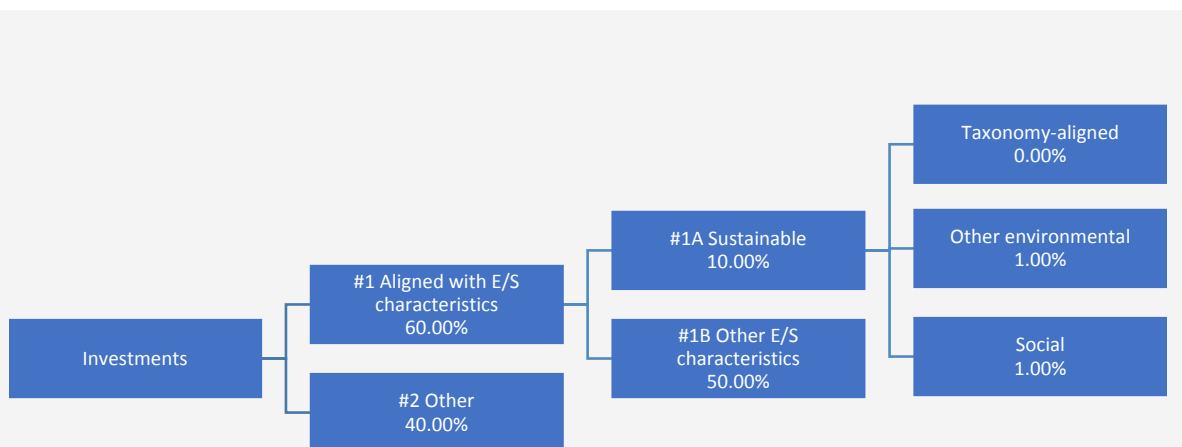 Investments
#1 Aligned with E/S
characteristics
60.00%
#2 Other
40.00%
#1A Sustainable
10.00%
#1B Other E/S
characteristics
50.00%
Taxonomy-aligned
0.00%
Other environmental
1.00%
Social
1.00%